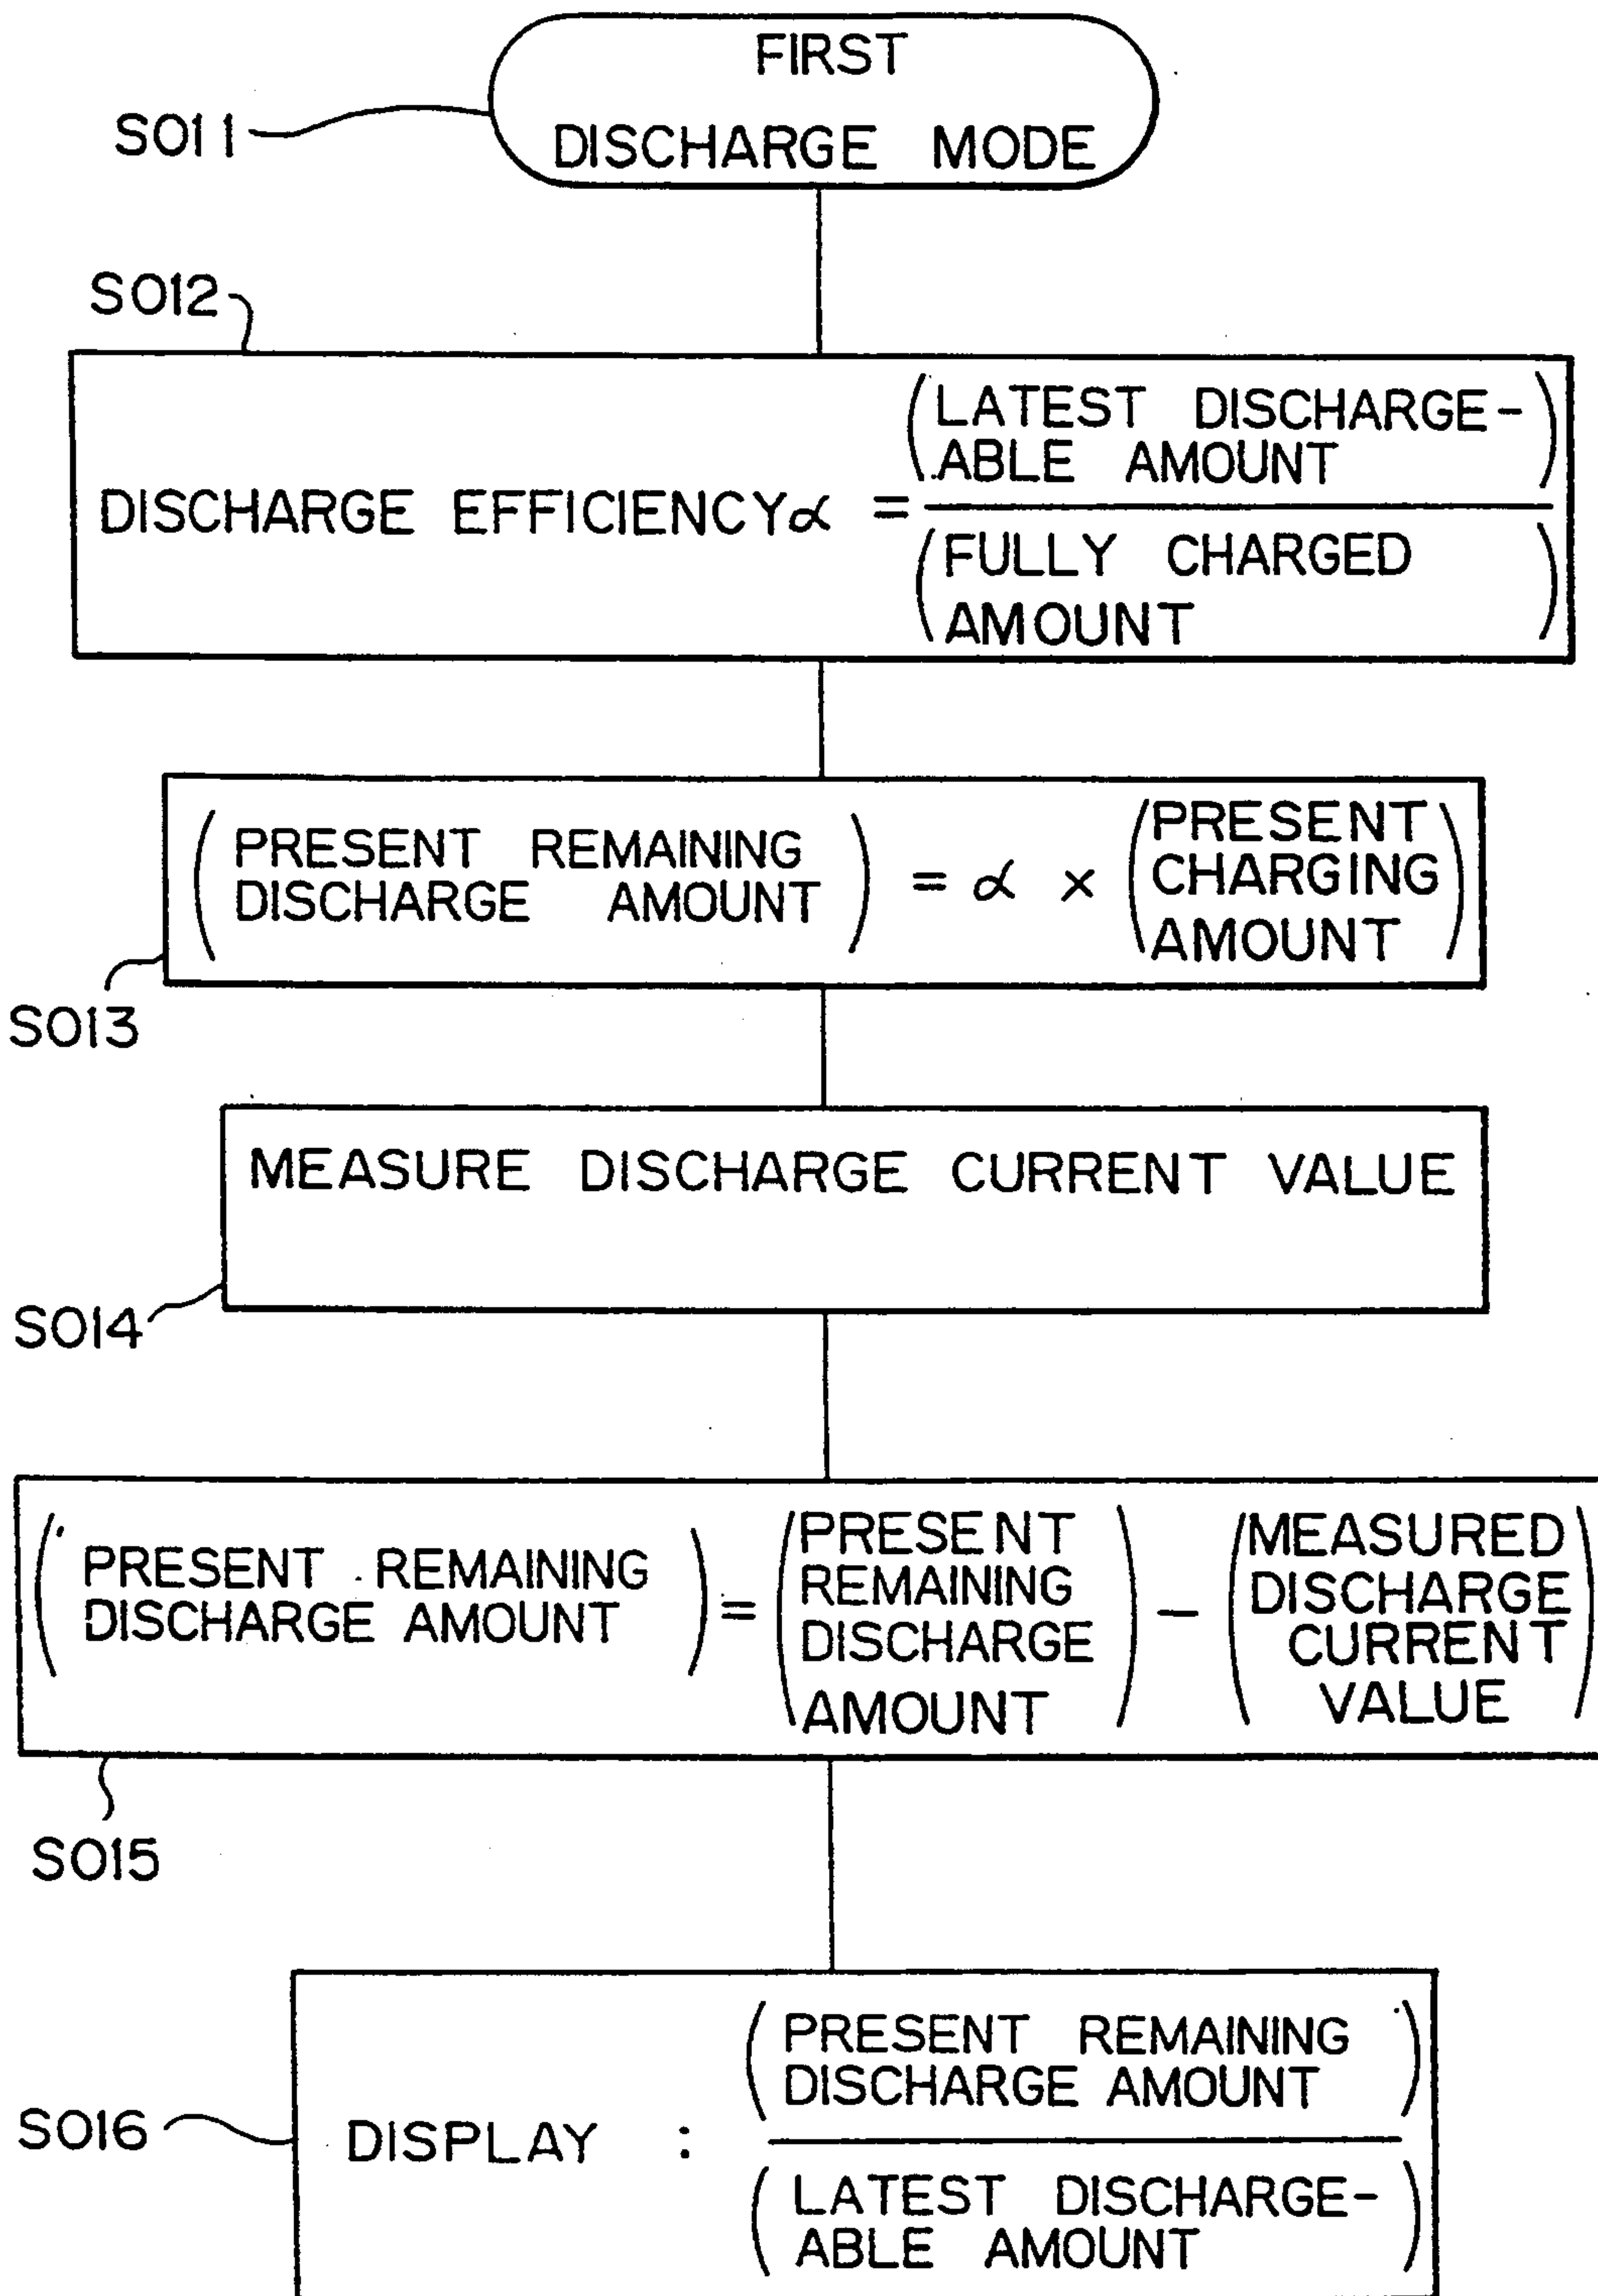 FIRST
DISCHARGE MODE
S011
S012
DISCHARGE EFFICIENCY α =
(LATEST DISCHARGE-
ABLE AMOUNT)
(FULLY CHARGED
AMOUNT)
(PRESENT REMAINING
DISCHARGE AMOUNT)
= α ×
(PRESENT
CHARGING
AMOUNT)
S013
MEASURE DISCHARGE CURRENT VALUE
S014
(PRESENT REMAINING
DISCHARGE AMOUNT)
=
(PRESENT
REMAINING
DISCHARGE
AMOUNT)
−
(MEASURED
DISCHARGE
CURRENT
VALUE)
S015
S016
DISPLAY :
(PRESENT REMAINING
DISCHARGE AMOUNT)
(LATEST DISCHARGE-
ABLE AMOUNT)